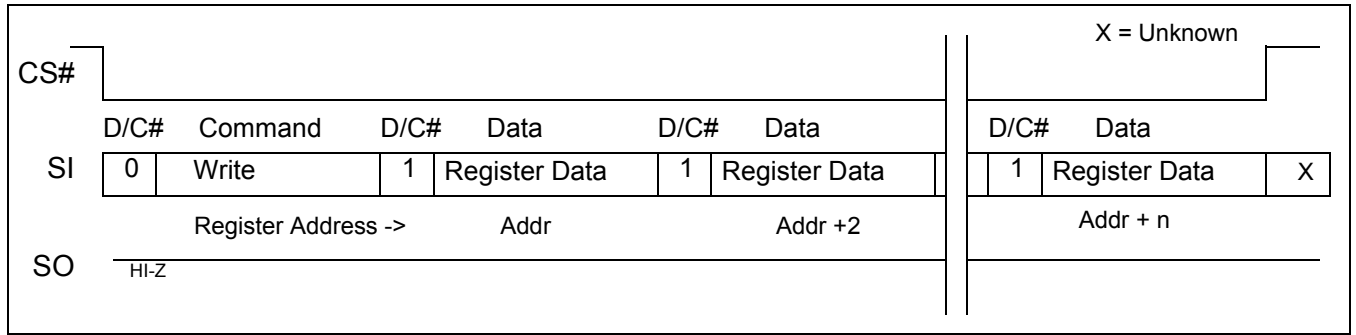 X = Unknown
CS#
D/C# Command D/C# Data D/C# Data D/C# Data
SI 0 Write 1 Register Data 1 Register Data 1 Register Data X
Register Address -> Addr Addr +2 Addr + n
SO HI-Z